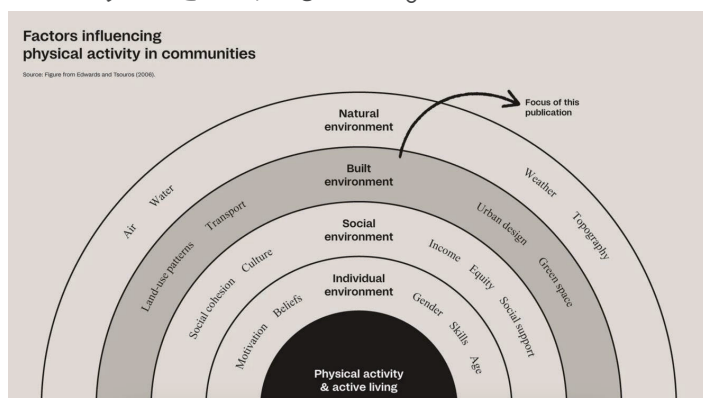 Factors influencing
physical activity in communities
Source: Figure from Edwards and Tsouros (2006).
Focus of this
publication
Natural
environment
Air
Water
Weather
Topography
Built
environment
Land-use patterns
Transport
Urban design
Green space
Social
environment
Social cohesion
Culture
Income
Equity
Social support
Individual
environment
Motivation
Beliefs
Gender
Skills
Age
Physical activity
& active living